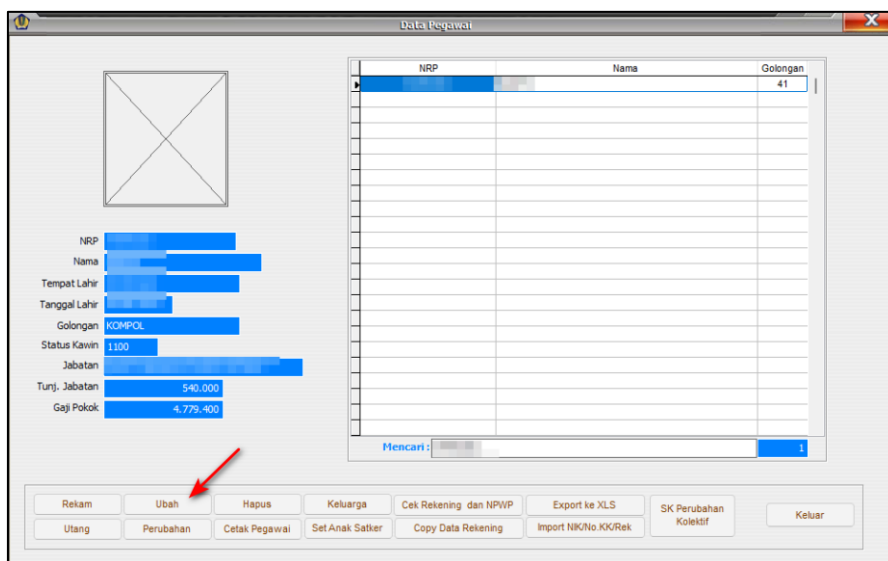 Data Pegawai
X
NRP Nama Golongan
41
NRP
Nama
Tempat Lahir
Tanggal Lahir
Golongan KOMPOL
Status Kawin 1100
Jabatan
Tunj. Jabatan 540.000
Gaji Pokok 4.779.400
Mencari : 1
Rekam Ubah Hapus Keluarga Cek Rekening dan NPWP Export ke XLS
Utang Perubahan Cetak Pegawai Set Anak Satker Copy Data Rekening Import NIK/No.KK/Rek
SK Perubahan
Kolektif
Keluar